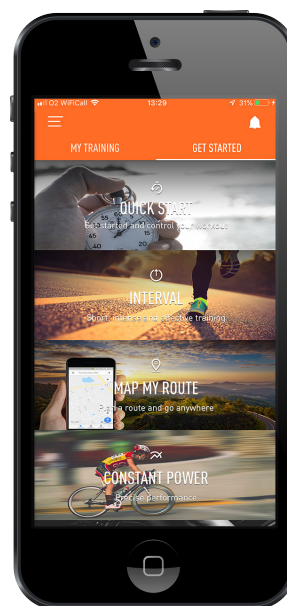 O2 WiFiCall
13:29
31%
MY TRAINING
GET STARTED
QUICK START
Get started and control your workout
INTERVAL
Short, intense and effective training
MAP MY ROUTE
Plan a route and go anywhere
CONSTANT POWER
Precise performance